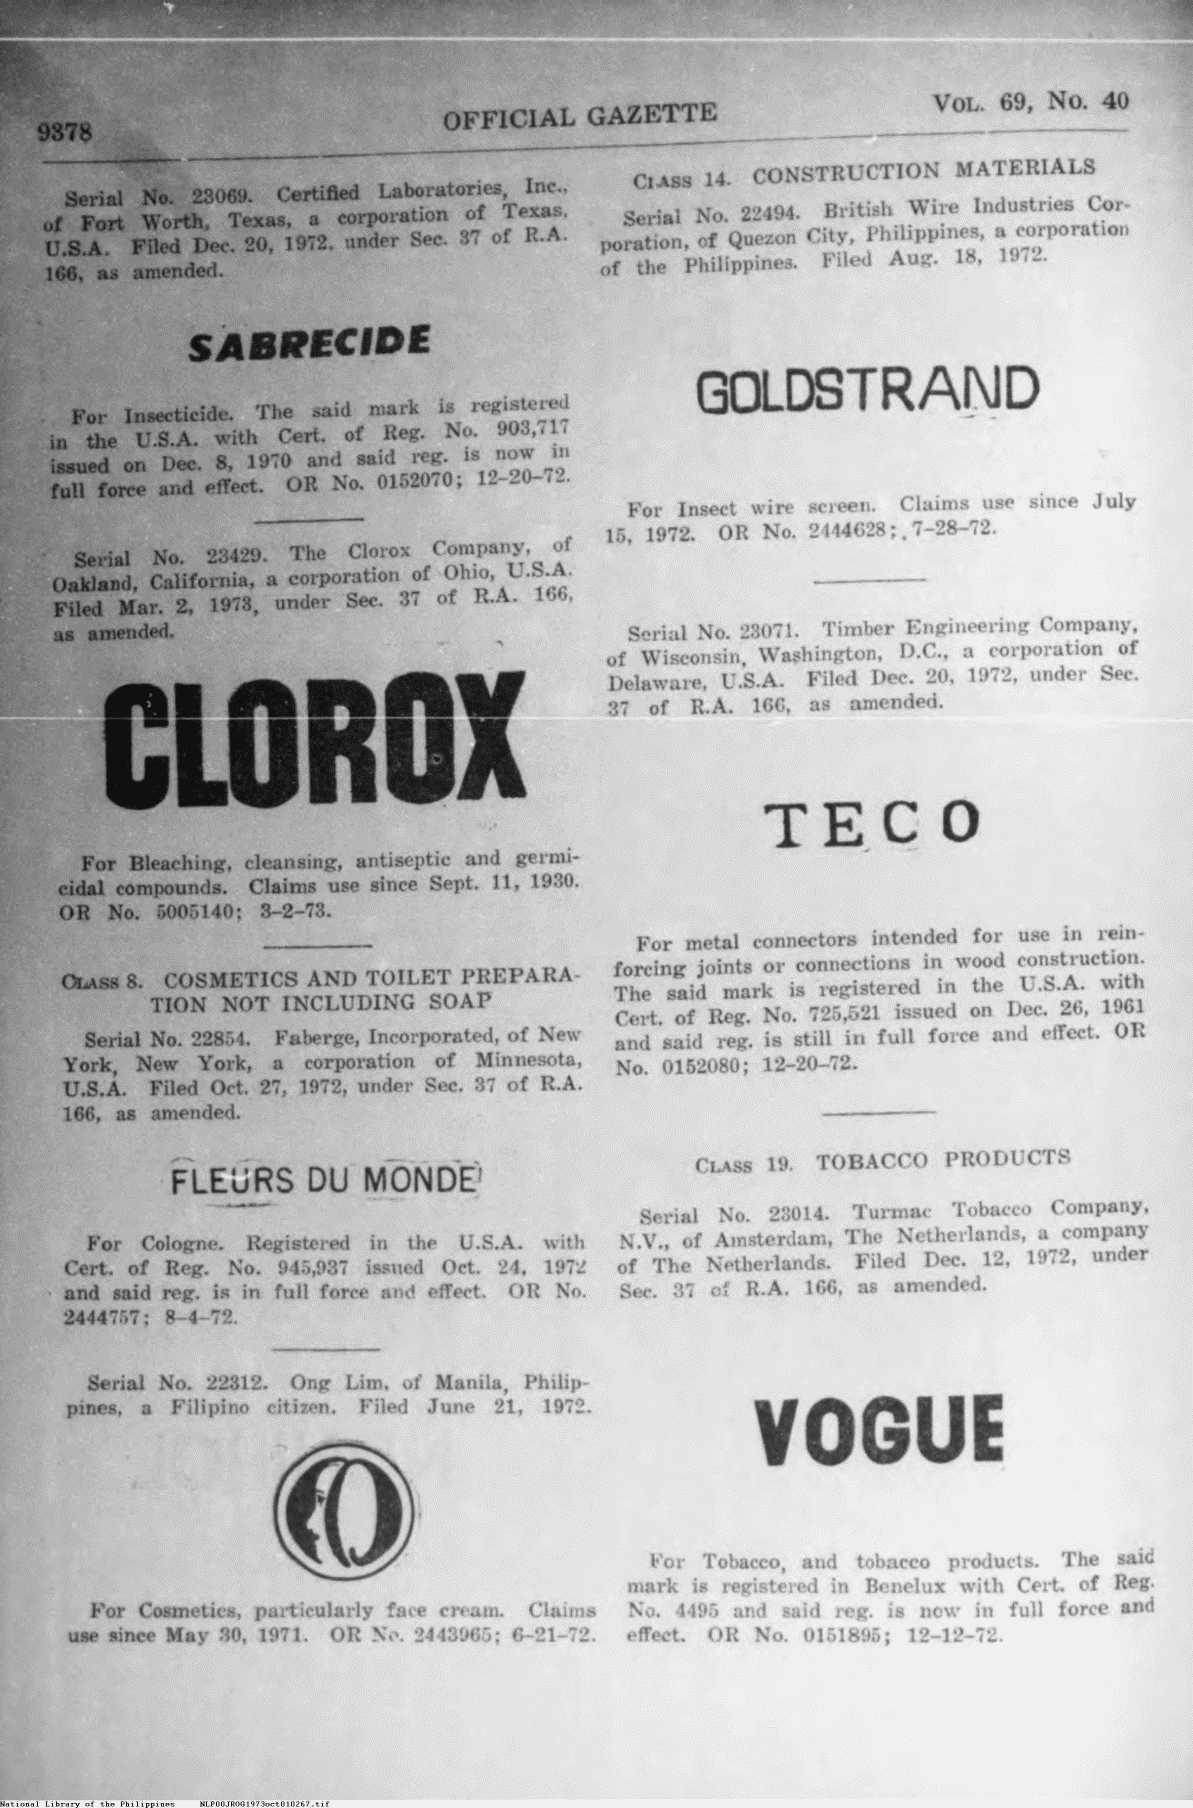 9378
OFFICIAL GAZETTE
VOL. 69, No. 40
Serial No. 23069. Certified Laboratories, Inc.,
of Fort Worth, Texas, a corporation of Texas,
U.S.A. Filed Dec. 20, 1972, under Sec. 37 of R.A.
166, as amended.
SABRECIDE
For Insecticide. The said mark is registered
in the U.S.A. with Cert. of Reg. No. 903,717
issued on Dec. 8, 1970 and said reg. is now in
full force and effect. OR No. 0152070; 12-20-72.
Serial No. 23429. The Clorox Company, of
Oakland, California, a corporation of Ohio, U.S.A.
Filed Mar. 2, 1973, under Sec. 37 of R.A. 166,
as amended.
CLOROX
For Bleaching, cleansing, antiseptic and germi-
cidal compounds. Claims use since Sept. 11, 1930.
OR No. 5005140; 3-2-73.
CLASS 8. COSMETICS AND TOILET PREPARA-
TION NOT INCLUDING SOAP
Serial No. 22854. Faberge, Incorporated, of New
York, New York, a corporation of Minnesota,
U.S.A. Filed Oct. 27, 1972, under Sec. 37 of R.A.
166, as amended.
FLEURS DU MONDE
For Cologne. Registered in the U.S.A. with
Cert. of Reg. No. 945,937 issued Oct. 24, 1972
and said reg. is in full force and effect. OR No.
2444757; 8-4-72.
Serial No. 22312. Ong Lim, of Manila, Philip-
pines, a Filipino citizen. Filed June 21, 1972.
For Cosmetics, particularly face cream. Claims
use since May 30, 1971. OR No. 2443965; 6-21-72.
CLASS 14. CONSTRUCTION MATERIALS
Serial No. 22494. British Wire Industries Cor-
poration, of Quezon City, Philippines, a corporation
of the Philippines. Filed Aug. 18, 1972.
GOLDSTRAND
For Insect wire screen. Claims use since July
15, 1972. OR No. 2444628; 7-28-72.
Serial No. 23071. Timber Engineering Company,
of Wisconsin, Washington, D.C., a corporation of
Delaware, U.S.A. Filed Dec. 20, 1972, under Sec.
37 of R.A. 166, as amended.
TECO
For metal connectors intended for use in rein-
forcing joints or connections in wood construction.
The said mark is registered in the U.S.A. with
Cert. of Reg. No. 725,521 issued on Dec. 26, 1961
and said reg. is still in full force and effect. OR
No. 0152080; 12-20-72.
CLASS 19. TOBACCO PRODUCTS
Serial No. 23014. Turmac Tobacco Company,
N.V., of Amsterdam, The Netherlands, a company
of The Netherlands. Filed Dec. 12, 1972, under
Sec. 37 of R.A. 166, as amended.
VOGUE
For Tobacco, and tobacco products. The said
mark is registered in Benelux with Cert. of Reg.
No. 4495 and said reg. is now in full force and
effect. OR No. 0151895; 12-12-72.
National Library of the Philippines NLPOOJROG1973oct010267.tif